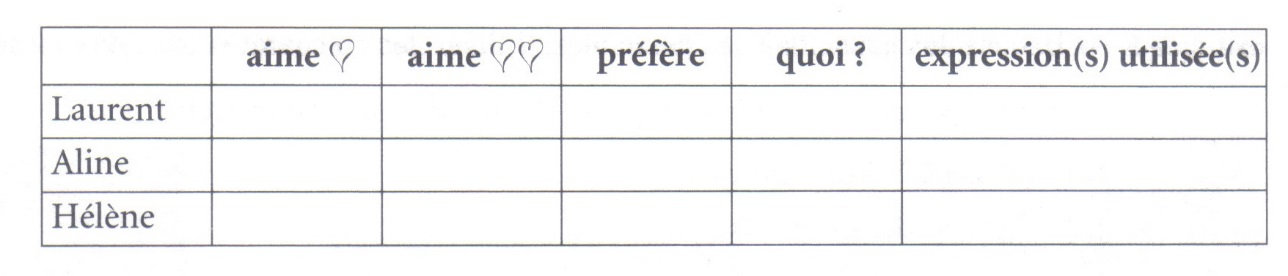 aime ♡ aime ♡♡ préfère quoi ? expression(s) utilisée(s)
Laurent
Aline
Hélène